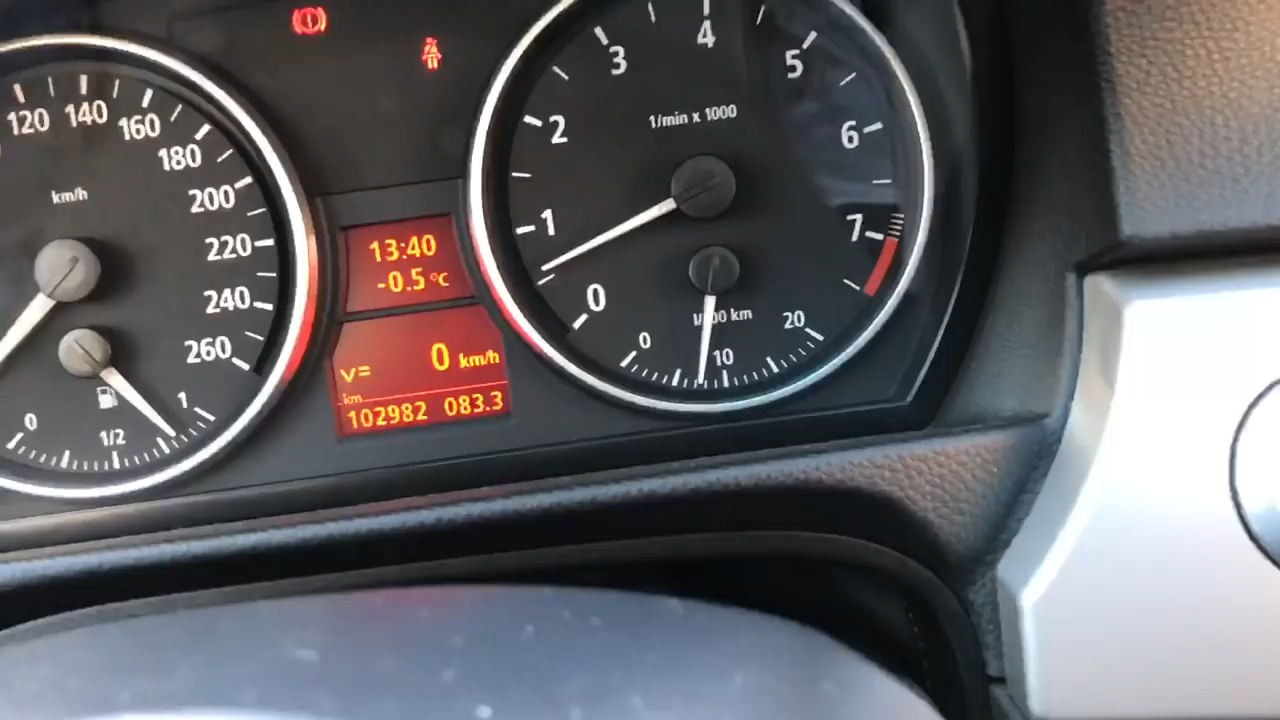 120 140 160 180 200 220 240 260
km/h
0 1/2 1
13:40
-0.5 °C
v= 0 km/h
km
102982 083.3
0 1 2 3 4 5 6 7
1/min x 1000
km
0 10 20